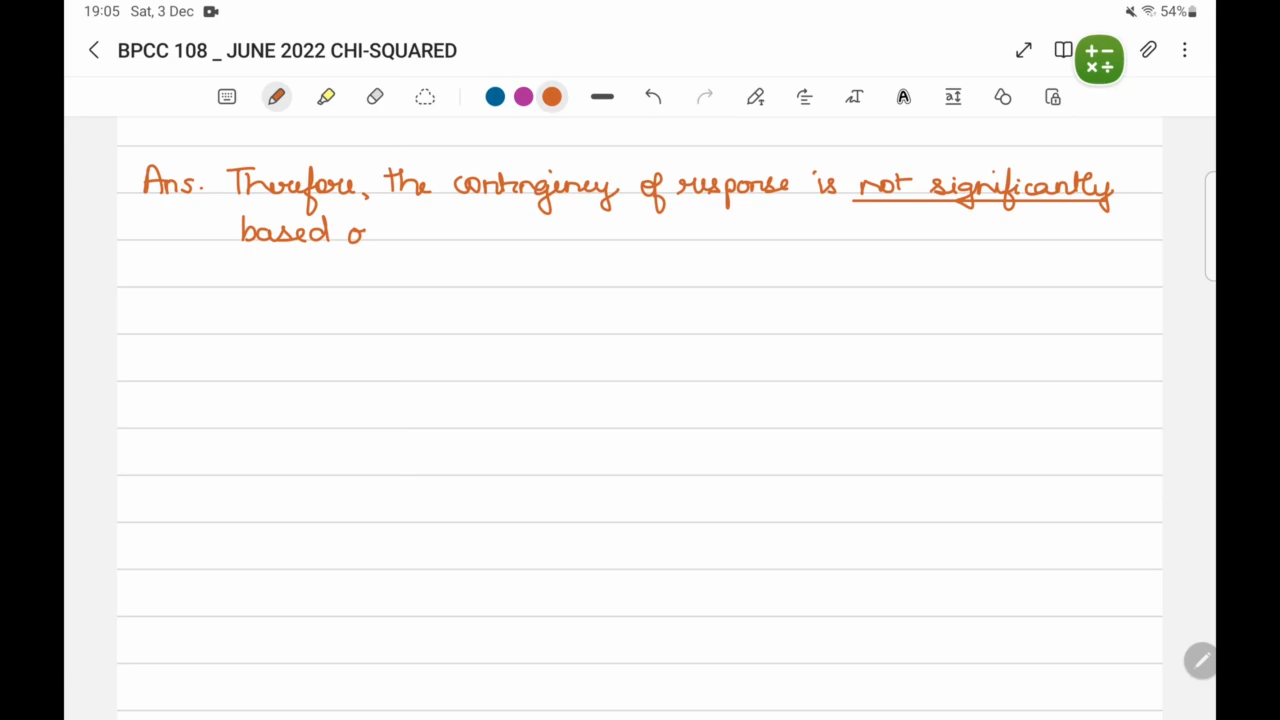 19:05 Sat, 3 Dec 54%
BPCC 108 _ JUNE 2022 CHI-SQUARED
Ans. Therefore, the contingency of response is not significantly
based o